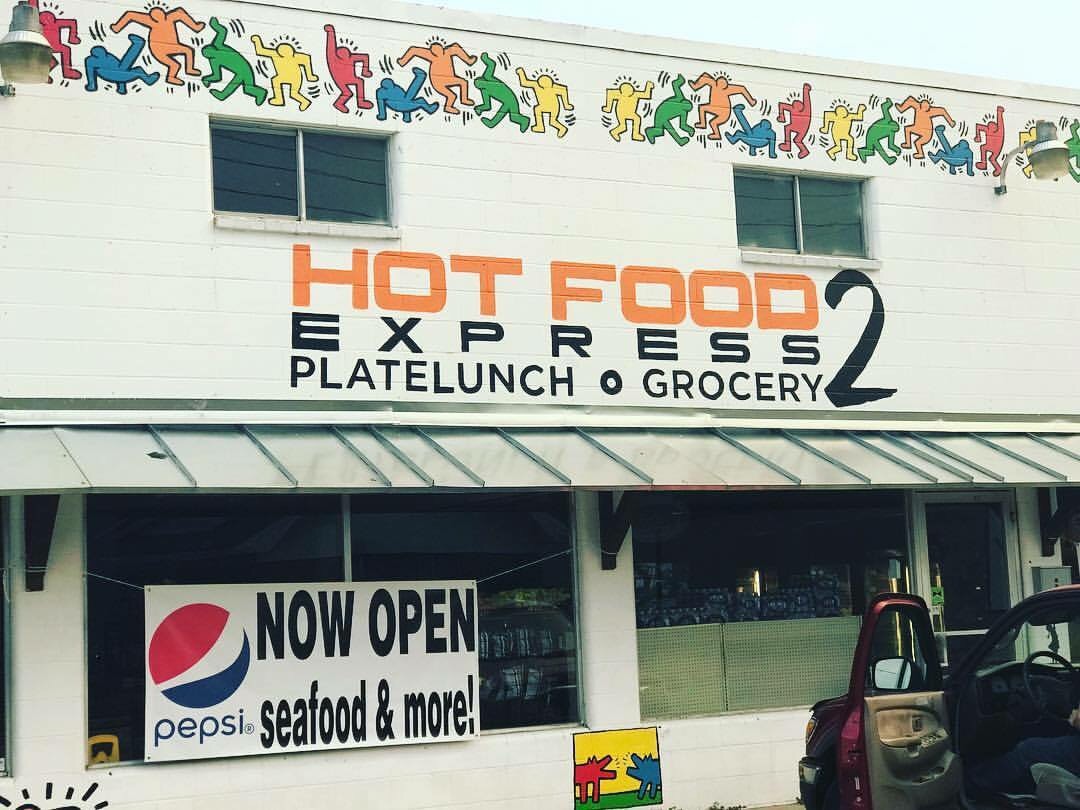 HOT FOOD 2
EXPRESS
PLATELUNCH GROCERY
NOW OPEN
seafood & more!
pepsi®